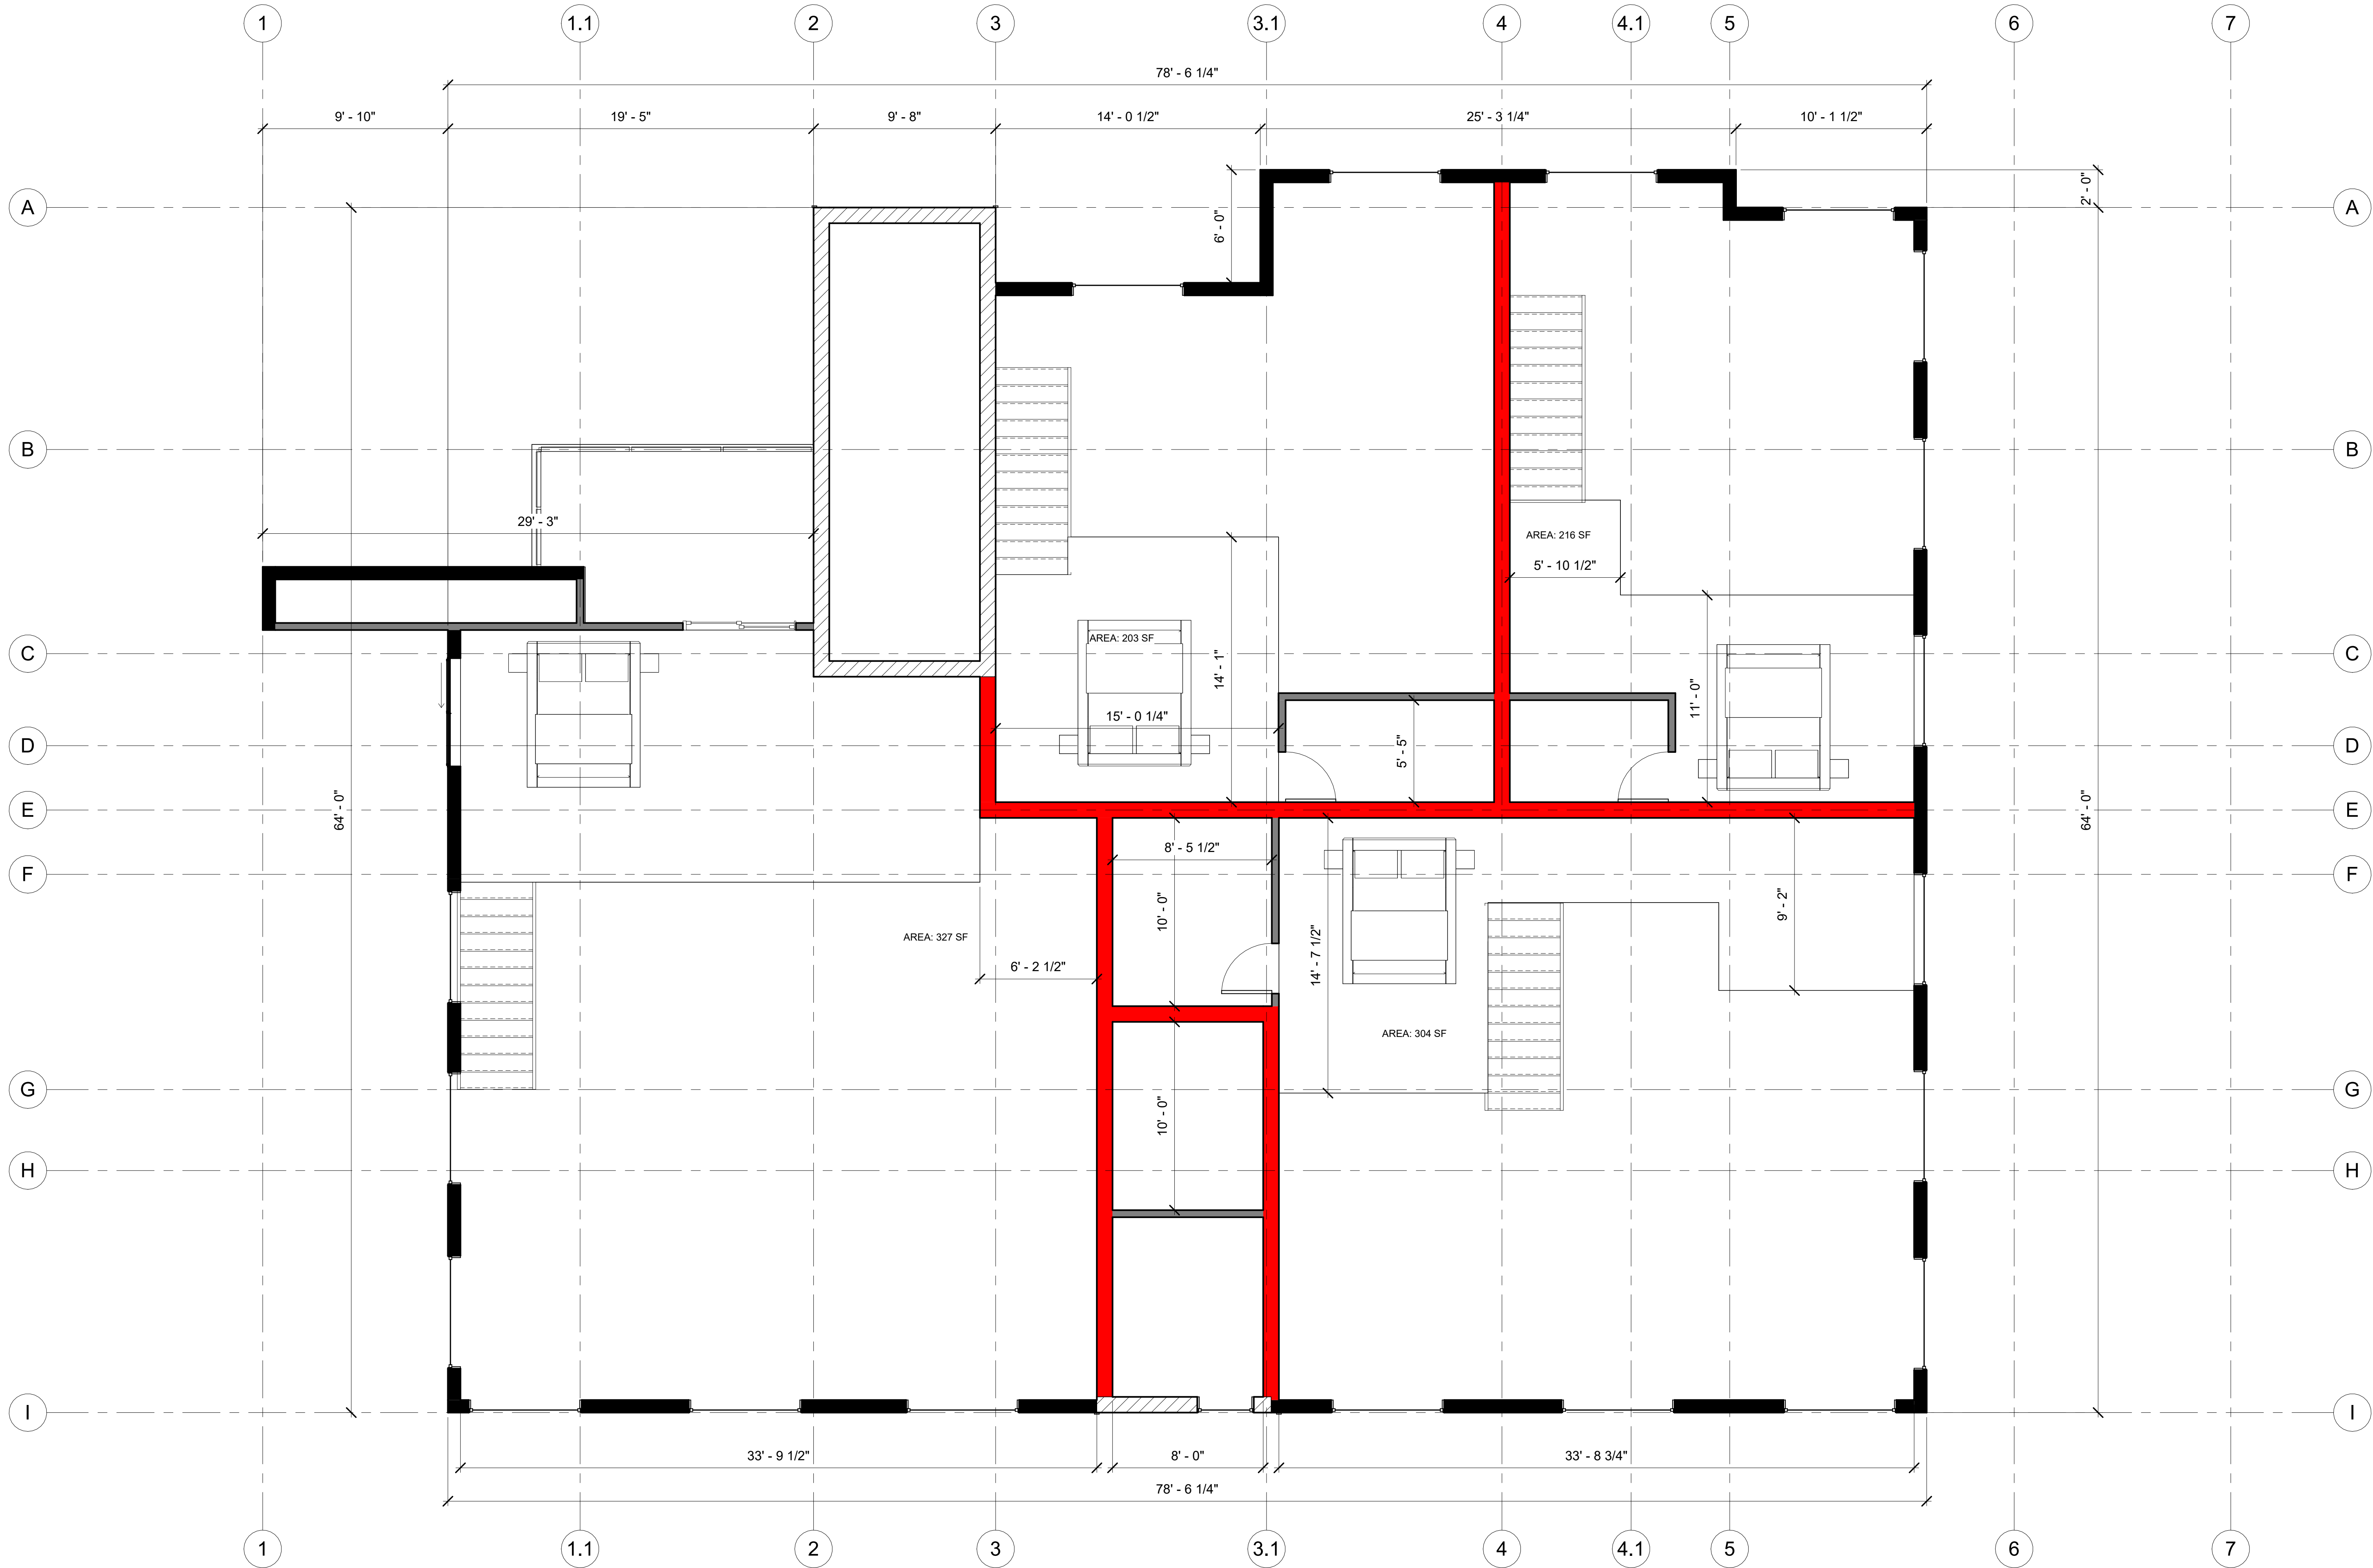 1 1.1 2 3 3.1 4 4.1 5 6 7
78' - 6 1/4"
9' - 10" 19' - 5" 9' - 8" 14' - 0 1/2" 25' - 3 1/4" 10' - 1 1/2"
2' - 0"
A A
6' - 0"
B B
29' - 3"
AREA: 216 SF
5' - 10 1/2"
AREA: 203 SF
C C
14' - 1"
11' - 0"
15' - 0 1/4"
D D
5' - 5"
64' - 0" 64' - 0"
E E
8' - 5 1/2"
F F
9' - 2"
10' - 0"
AREA: 327 SF
14' - 7 1/2"
6' - 2 1/2"
AREA: 304 SF
G G
10' - 0"
H H
I I
33' - 9 1/2" 8' - 0" 33' - 8 3/4"
78' - 6 1/4"
1 1.1 2 3 3.1 4 4.1 5 6 7